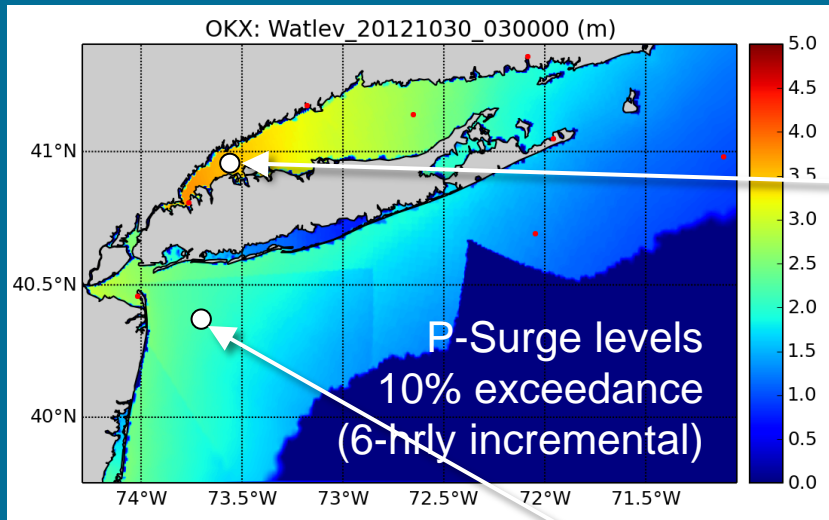 OKX: Watlev_20121030_030000 (m)
5.0
4.5
4.0
3.5
3.0
2.5
2.0
1.5
1.0
0.5
0.0
41°N
40.5°N
40°N
P-Surge levels
10% exceedance
(6-hrly incremental)
74°W 73.5°W 73°W 72.5°W 72°W 71.5°W